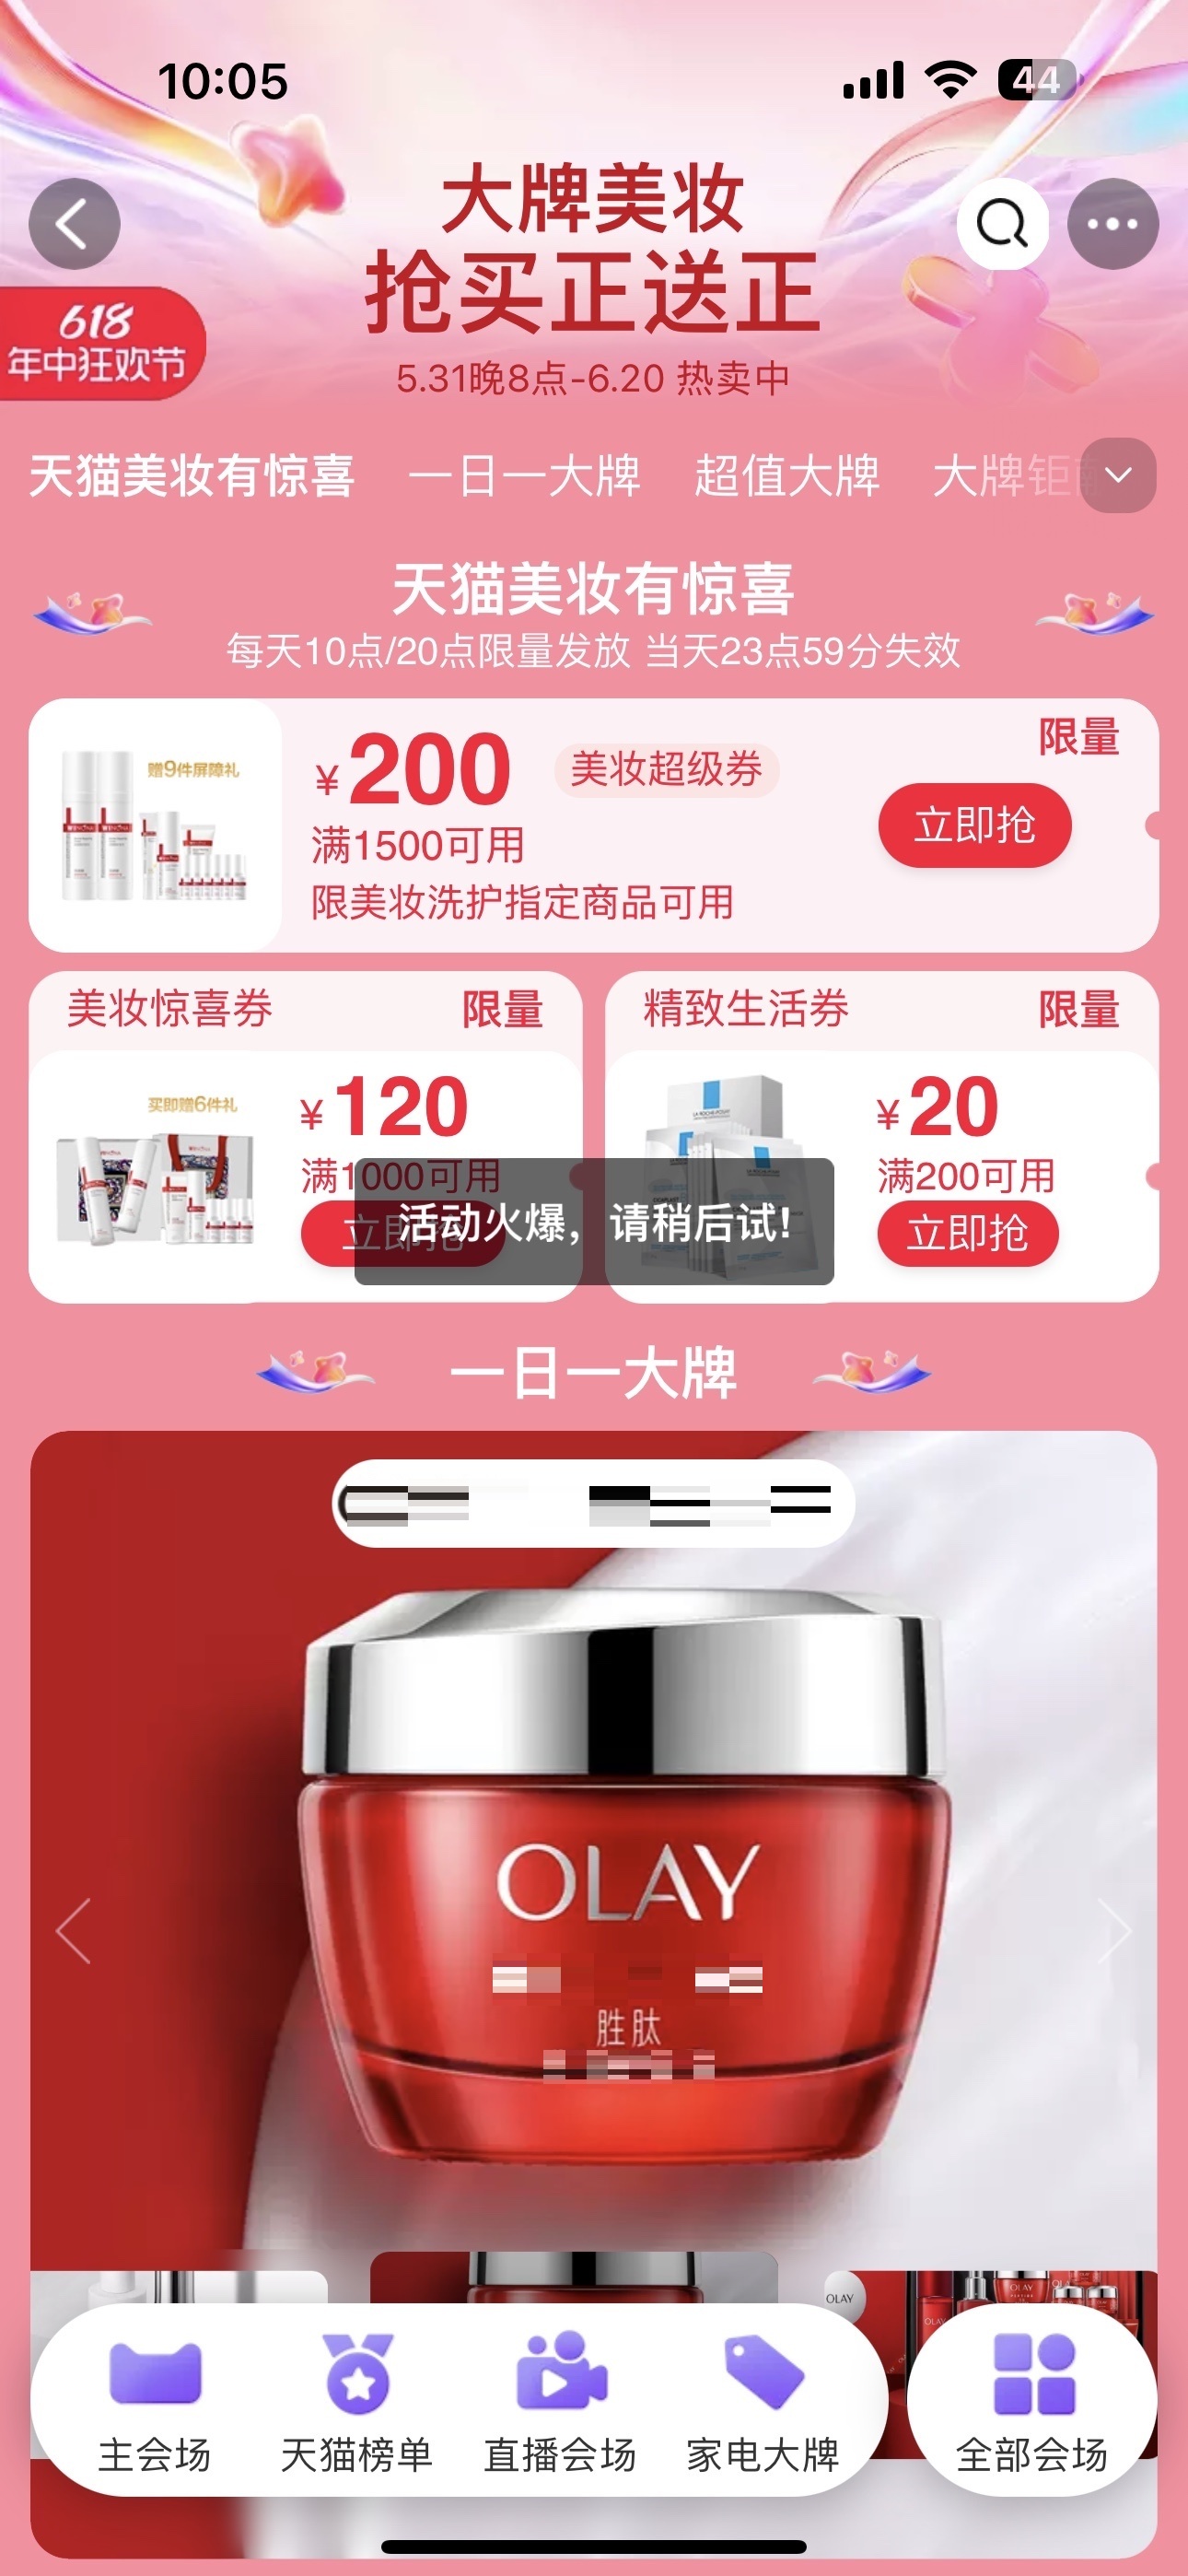 10:05
44
大牌美妆
抢买正送正
618
年中狂欢节
5.31晚8点-6.20 热卖中
天猫美妆有惊喜 一日一大牌 超值大牌 大牌钜
天猫美妆有惊喜
每天10点/20点限量发放 当天23点59分失效
赠9件屏障礼
WINONA
¥200 美妆超级券
限量
满1500可用
立即抢
限美妆洗护指定商品可用
美妆惊喜券 限量
买即赠6件礼
¥120
满1000可用
立即抢
精致生活券 限量
LA ROCHE-POSAY
¥20
满200可用
立即抢
活动火爆，请稍后试!
一日一大牌
OLAY
胜肽
OLAY
OLAY
OLAY
主会场 天猫榜单 直播会场 家电大牌 全部会场